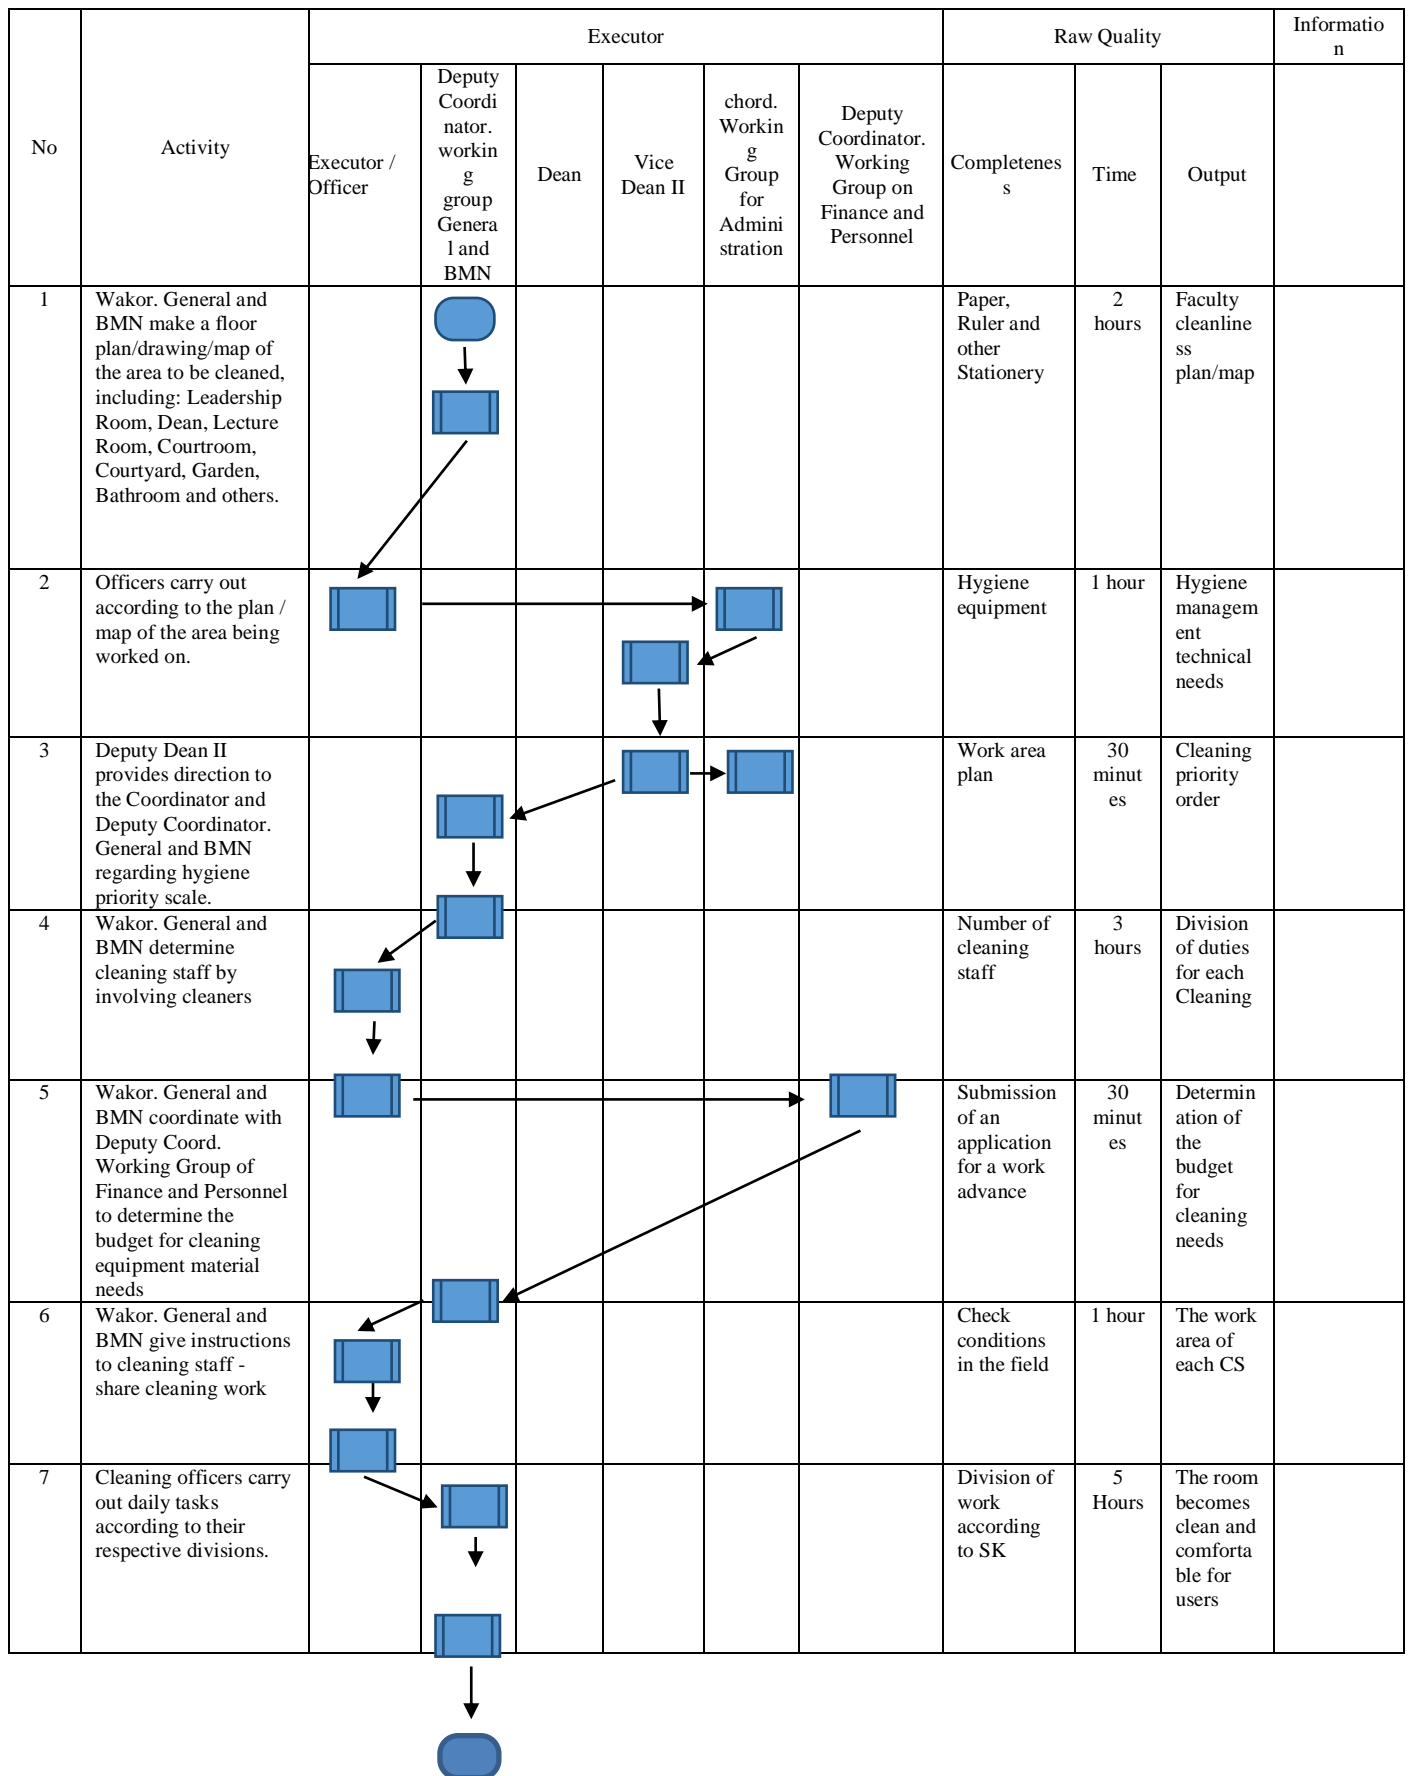 No
Activity
Executor
Raw Quality
Informatio
n
Executor /
Officer
Deputy
Coordi
nator.
workin
g
group
Genera
l and
BMN
Dean
Vice
Dean II
chord.
Workin
g
Group
for
Admini
stration
Deputy
Coordinator.
Working
Group on
Finance and
Personnel
Completenes
s
Time
Output
1
Wakor. General and
BMN make a floor
plan/drawing/map of
the area to be cleaned,
including: Leadership
Room, Dean, Lecture
Room, Courtroom,
Courtyard, Garden,
Bathroom and others.
Paper,
Ruler and
other
Stationery
2
hours
Faculty
cleanline
ss
plan/map
2
Officers carry out
according to the plan /
map of the area being
worked on.
Hygiene
equipment
1 hour
Hygiene
managem
ent
technical
needs
3
Deputy Dean II
provides direction to
the Coordinator and
Deputy Coordinator.
General and BMN
regarding hygiene
priority scale.
Work area
plan
30
minut
es
Cleaning
priority
order
4
Wakor. General and
BMN determine
cleaning staff by
involving cleaners
Number of
cleaning
staff
3
hours
Division
of duties
for each
Cleaning
5
Wakor. General and
BMN coordinate with
Deputy Coord.
Working Group of
Finance and Personnel
to determine the
budget for cleaning
equipment material
needs
Submission
of an
application
for a work
advance
30
minut
es
Determin
ation of
the
budget
for
cleaning
needs
6
Wakor. General and
BMN give instructions
to cleaning staff -
share cleaning work
Check
conditions
in the field
1 hour
The work
area of
each CS
7
Cleaning officers carry
out daily tasks
according to their
respective divisions.
Division of
work
according
to SK
5
Hours
The room
becomes
clean and
comforta
ble for
users